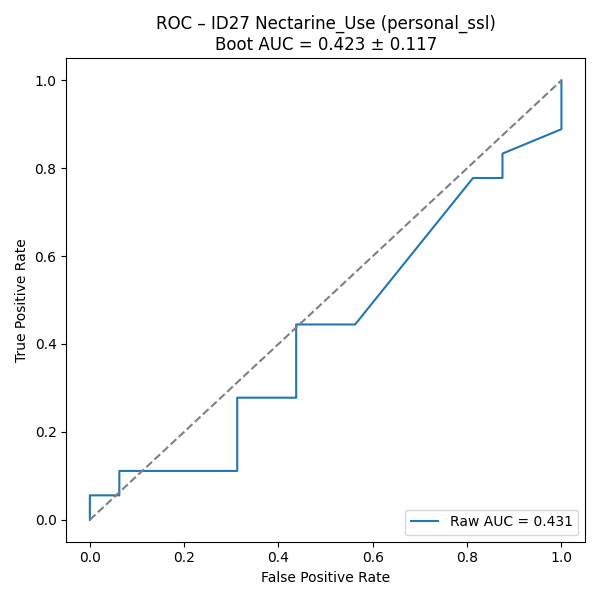 ROC – ID27 Nectarine_Use (personal_ssl)
Boot AUC = 0.423 ± 0.117
1.0
0.8
0.6
0.4
0.2
0.0
True Positive Rate
Raw AUC = 0.431
0.0 0.2 0.4 0.6 0.8 1.0
False Positive Rate